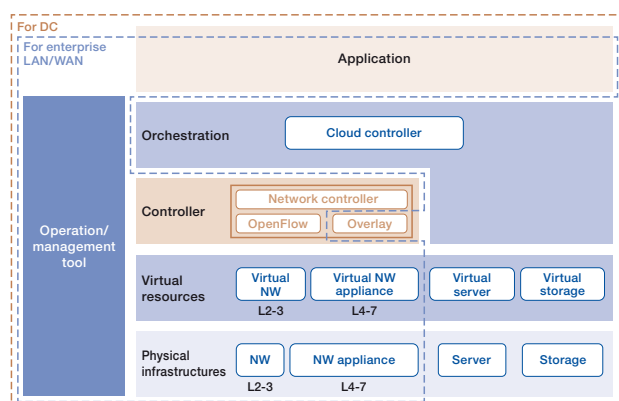 For DC
For enterprise
LAN/WAN
Application
Orchestration
Cloud controller
Operation/
management
tool
Controller
Network controller
OpenFlow
Overlay
Virtual
resources
Virtual
NW
Virtual NW
appliance
Virtual
server
Virtual
storage
L2-3
L4-7
Physical
infrastructures
NW
NW appliance
Server
Storage
L2-3
L4-7